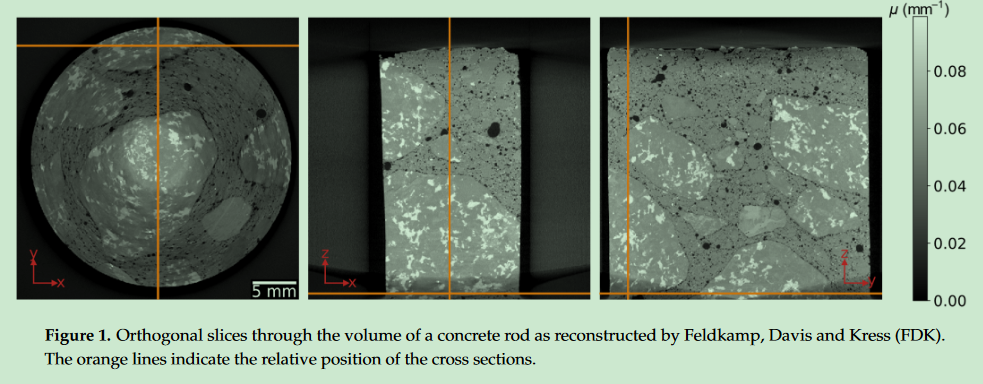 μ (mm⁻¹)
0.08
0.06
0.04
0.02
0.00
y
x
5 mm
z
x
z
y
Figure 1. Orthogonal slices through the volume of a concrete rod as reconstructed by Feldkamp, Davis and Kress (FDK).
The orange lines indicate the relative position of the cross sections.